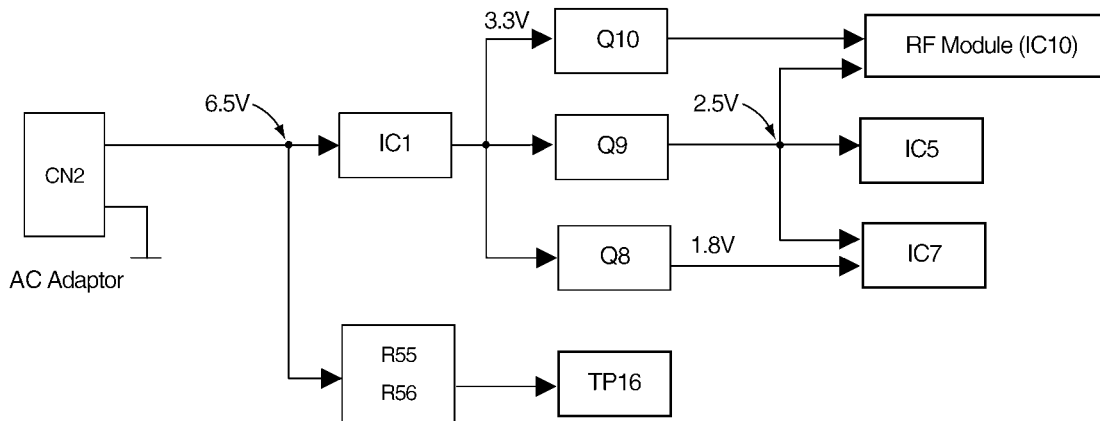 3.3V
Q10
RF Module (IC10)
6.5V
2.5V
CN2
IC1
Q9
IC5
Q8
1.8V
IC7
AC Adaptor
R55
R56
TP16